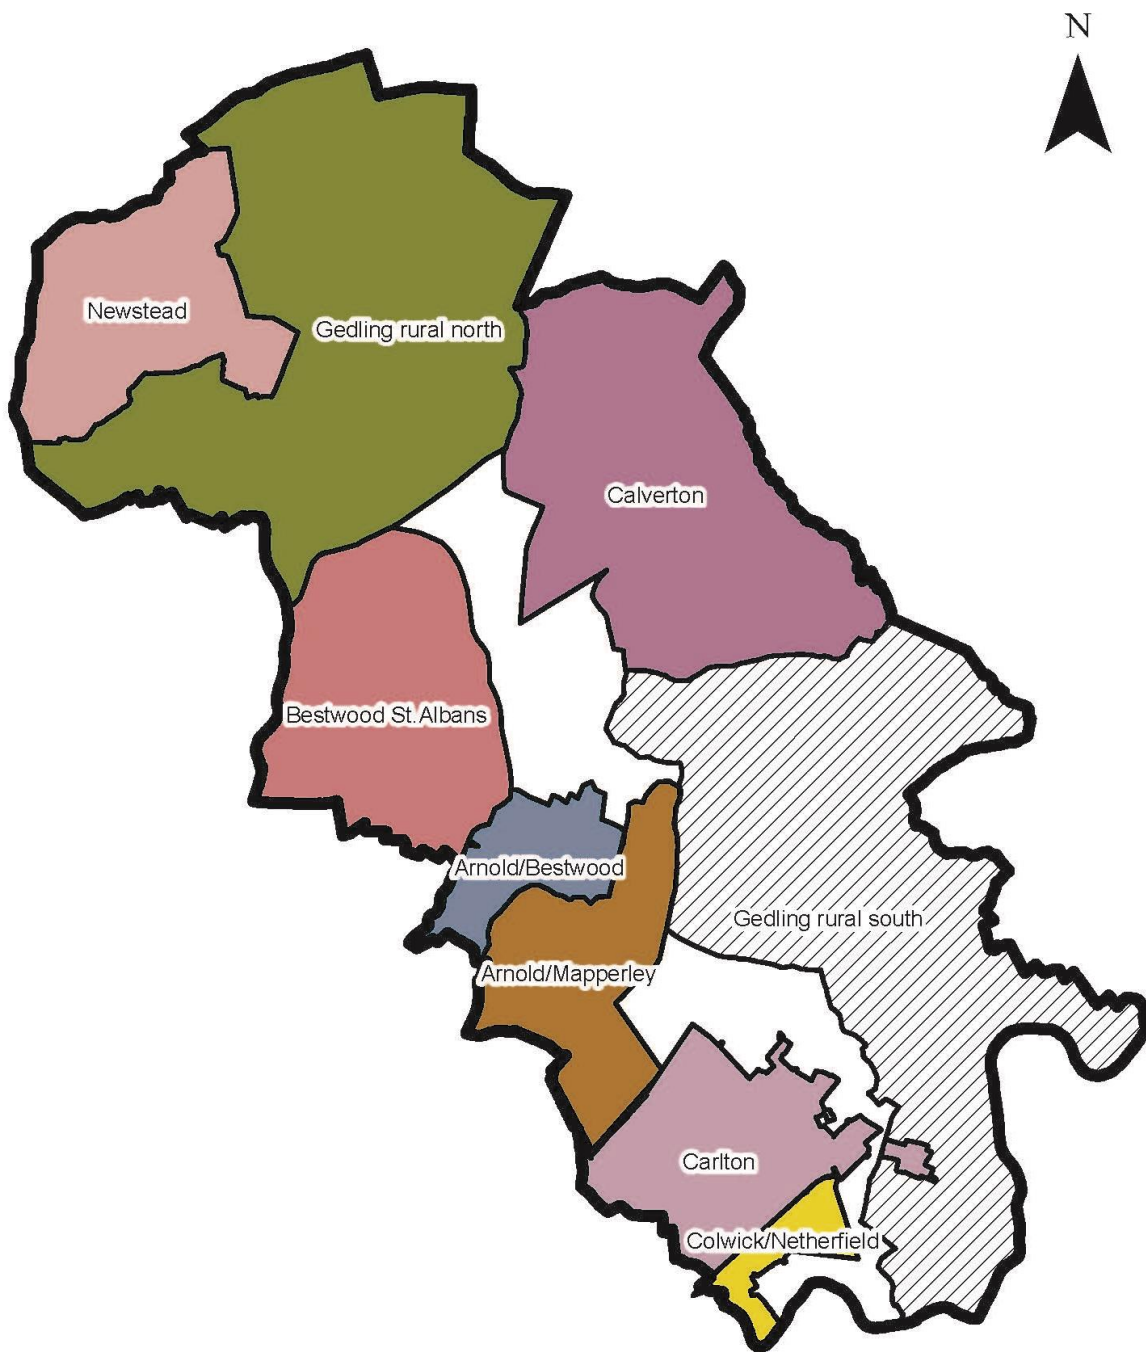 N
Newstead
Gedling rural north
Calverton
Bestwood St.Albans
Arnold/Bestwood
Gedling rural south
Arnold/Mapperley
Carlton
Colwick/Netherfield